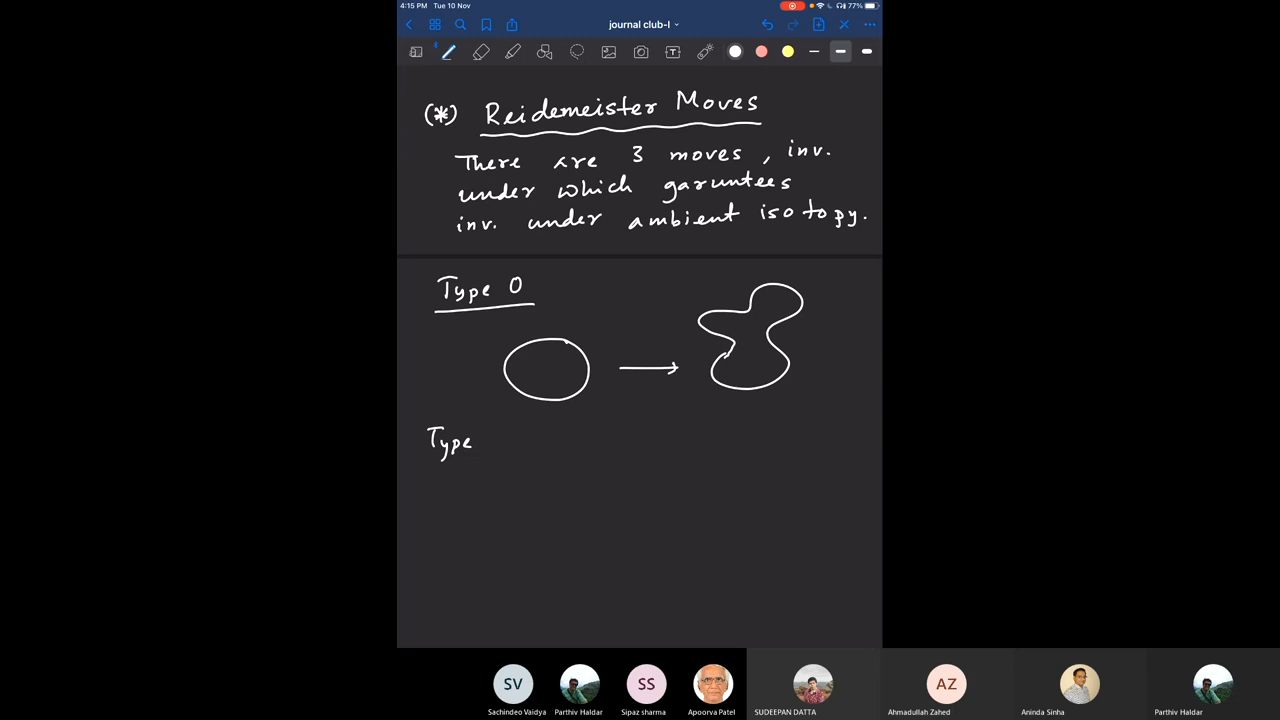 4:15 PM Tue 10 Nov
77%
journal club-I
(*) Reidemeister Moves
There are 3 moves, inv.
under which garuntees
inv. under ambient isotopy.
Type 0
Type
SV
SS
AZ
Sachindeo Vaidya
Parthiv Haldar
Sipaz sharma
Apoorva Patel
SUDEEPAN DATTA
Ahmadullah Zahed
Aninda Sinha
Parthiv Haldar